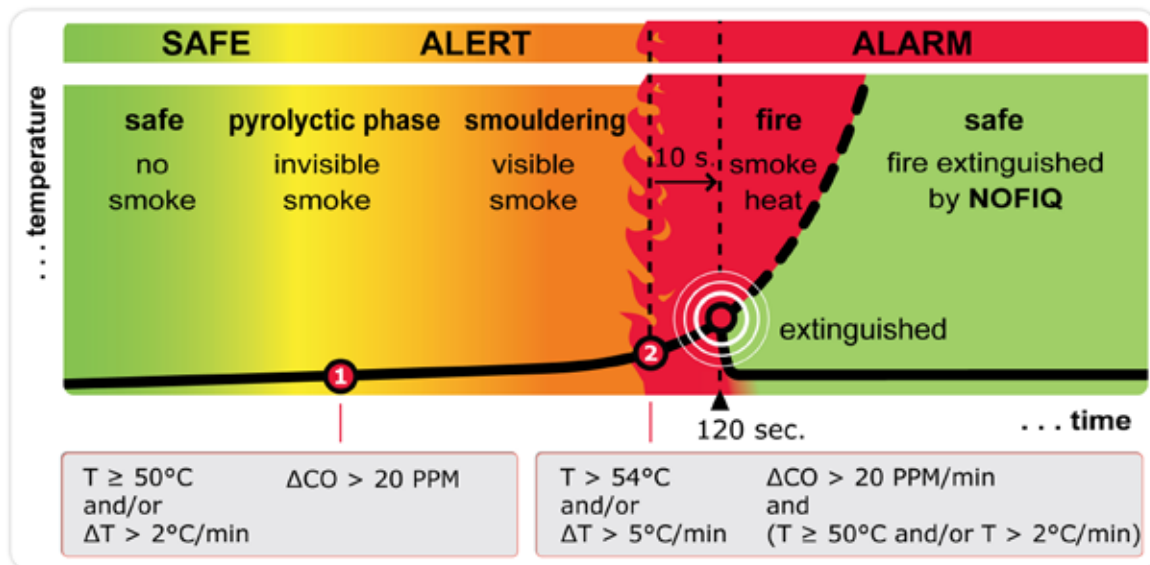 SAFE ALERT ALARM
safe
no
smoke
pyrolyctic phase
invisible
smoke
smouldering
visible
smoke
10 s.
fire
smoke
heat
safe
fire extinguished
by NOFIQ
. . . temperature
extinguished
1
2
120 sec.
. . . time
T ≥ 50°C
and/or
ΔT > 2°C/min
ΔCO > 20 PPM
T > 54°C
and/or
ΔT > 5°C/min
ΔCO > 20 PPM/min
and
(T ≥ 50°C and/or T > 2°C/min)